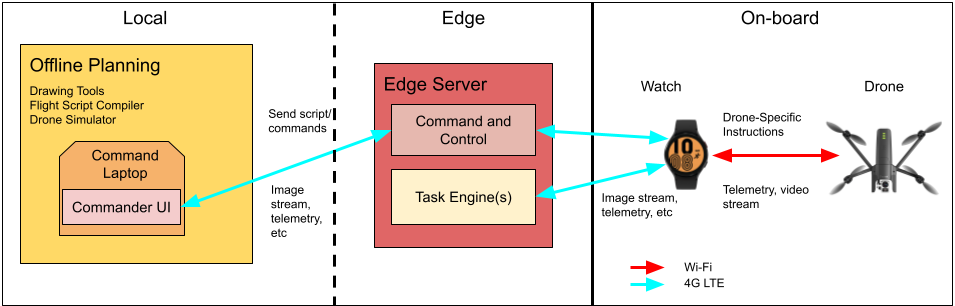 Local
Edge
On-board
Offline Planning
Drawing Tools
Flight Script Compiler
Drone Simulator
Command
Laptop
Commander UI
Send script/
commands
Image
stream,
telemetry,
etc
Edge Server
Command and
Control
Task Engine(s)
Watch
Drone
Drone-Specific
Instructions
10
08
Image stream,
telemetry, etc
Telemetry, video
stream
Wi-Fi
4G LTE